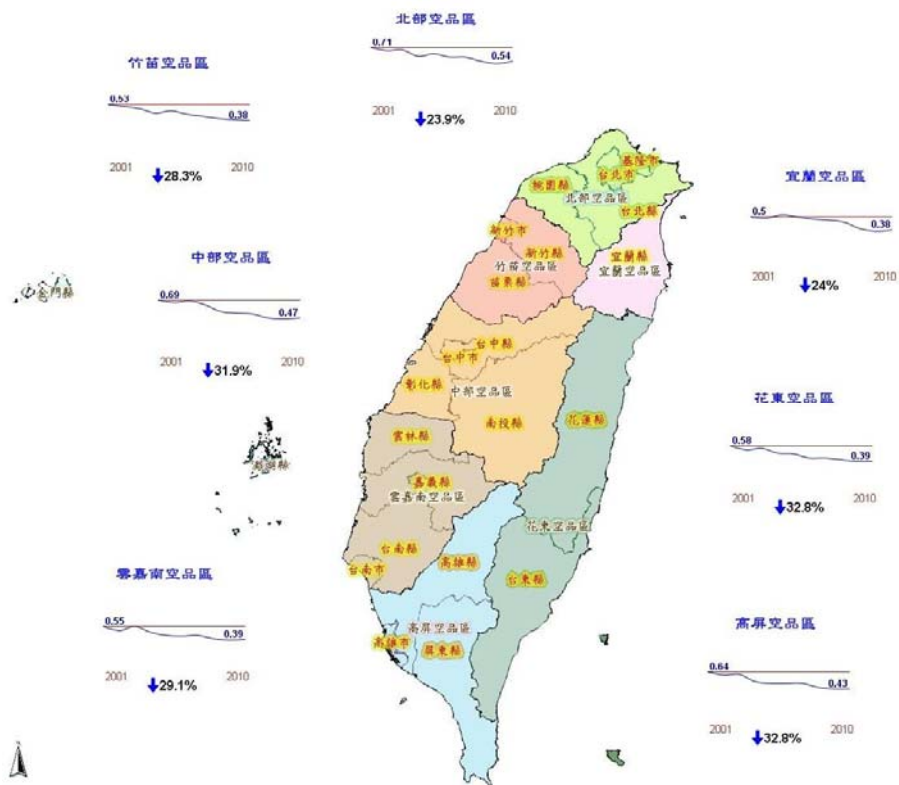 北部空品區
0.71
0.54
2001
2010
23.9%
竹苗空品區
0.53
0.38
2001
2010
28.3%
宜蘭空品區
0.5
0.38
2001
2010
24%
中部空品區
0.69
0.47
2001
2010
31.9%
花東空品區
0.58
0.39
2001
2010
32.8%
雲嘉南空品區
0.55
0.39
2001
2010
29.1%
高屏空品區
0.64
0.43
2001
2010
32.8%
基隆市
台北市
桃園縣
北部空品區
台北縣
新竹市
新竹縣
竹苗空品區
苗栗縣
宜蘭縣
宜蘭空品區
金門縣
台中縣
台中市
彰化縣
中部空品區
南投縣
花蓮縣
雲林縣
澎湖縣
嘉義縣
雲嘉南空品區
花東空品區
台南縣
高雄縣
台南市
台東縣
高屏空品區
高雄市
屏東縣